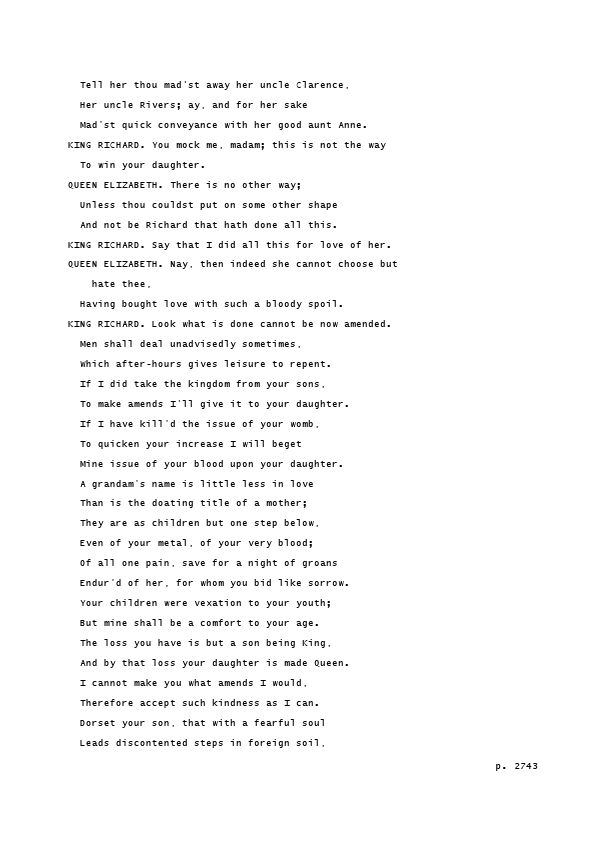 Tell her thou mad'st away her uncle Clarence,
Her uncle Rivers; ay, and for her sake
Mad'st quick conveyance with her good aunt Anne.
KING RICHARD. You mock me, madam; this is not the way
To win your daughter.
QUEEN ELIZABETH. There is no other way;
Unless thou couldst put on some other shape
And not be Richard that hath done all this.
KING RICHARD. Say that I did all this for love of her.
QUEEN ELIZABETH. Nay, then indeed she cannot choose but
hate thee,
Having bought love with such a bloody spoil.
KING RICHARD. Look what is done cannot be now amended.
Men shall deal unadvisedly sometimes,
Which after-hours gives leisure to repent.
If I did take the kingdom from your sons,
To make amends I'll give it to your daughter.
If I have kill'd the issue of your womb,
To quicken your increase I will beget
Mine issue of your blood upon your daughter.
A grandam's name is little less in love
Than is the doating title of a mother;
They are as children but one step below,
Even of your metal, of your very blood;
Of all one pain, save for a night of groans
Endur'd of her, for whom you bid like sorrow.
Your children were vexation to your youth;
But mine shall be a comfort to your age.
The loss you have is but a son being King,
And by that loss your daughter is made Queen.
I cannot make you what amends I would,
Therefore accept such kindness as I can.
Dorset your son, that with a fearful soul
Leads discontented steps in foreign soil,
p. 2743